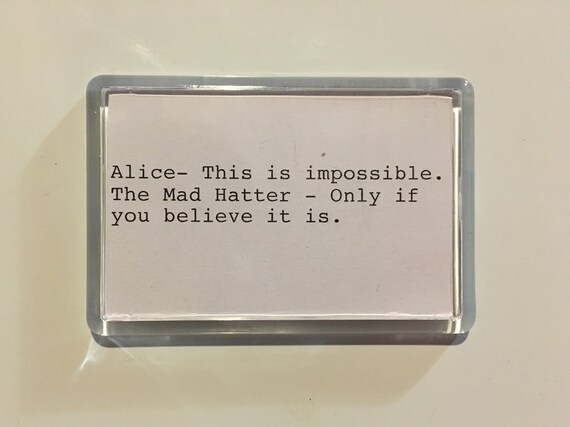 Alice- This is impossible.
The Mad Hatter - Only if
you believe it is.